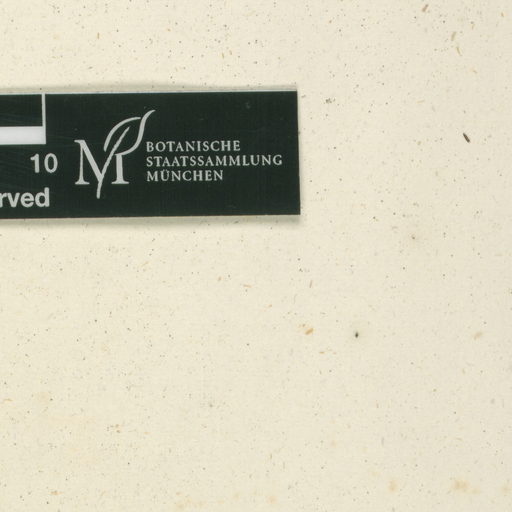 BOTANISCHE
STAATSSAMMLUNG
MÜNCHEN
10
rved